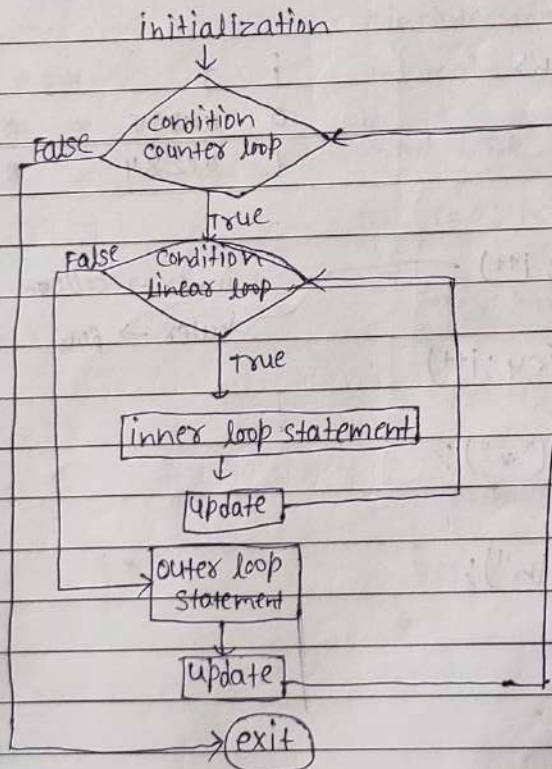 initialization
condition
counter loop
False
True
condition
linear loop
False
True
inner loop statement
update
outer loop
statement
update
exit